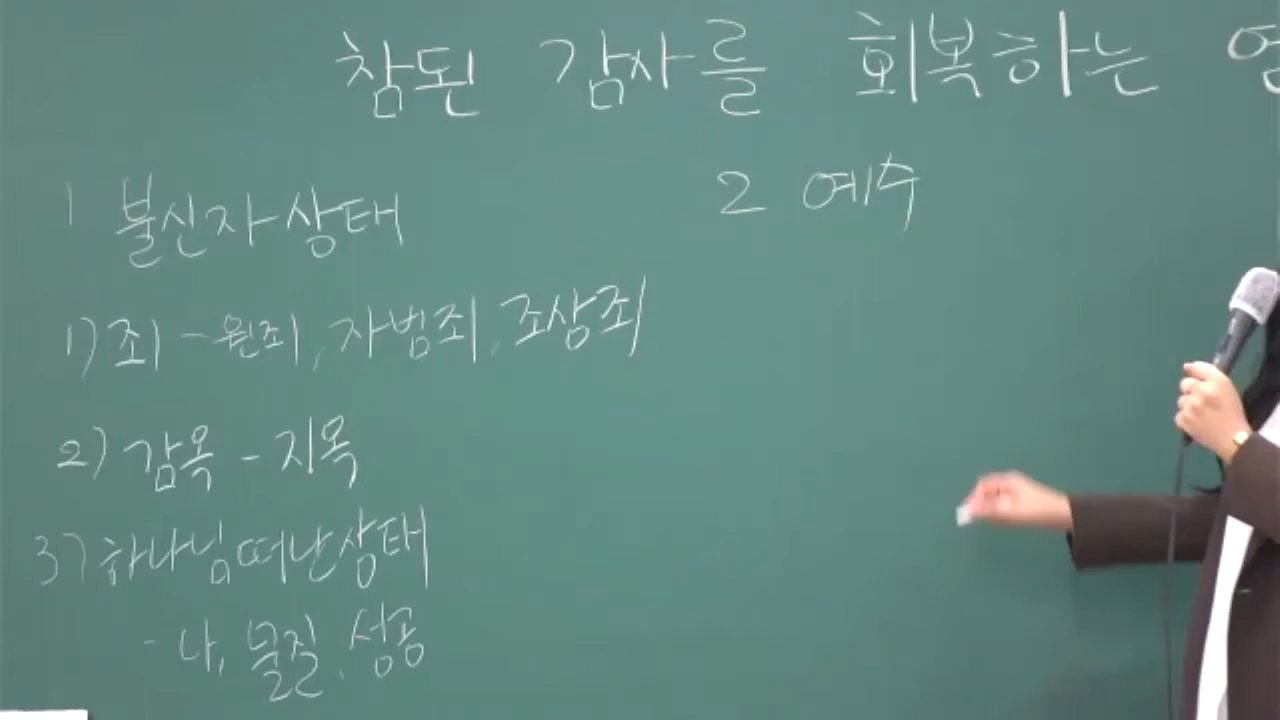 참된 감사를 회복하는
1 불신자상태
1) 죄 - 원죄, 자범죄, 조상죄
2) 감옥 - 지옥
3) 하나님떠난상태
- 나, 물질, 성공
2 예수